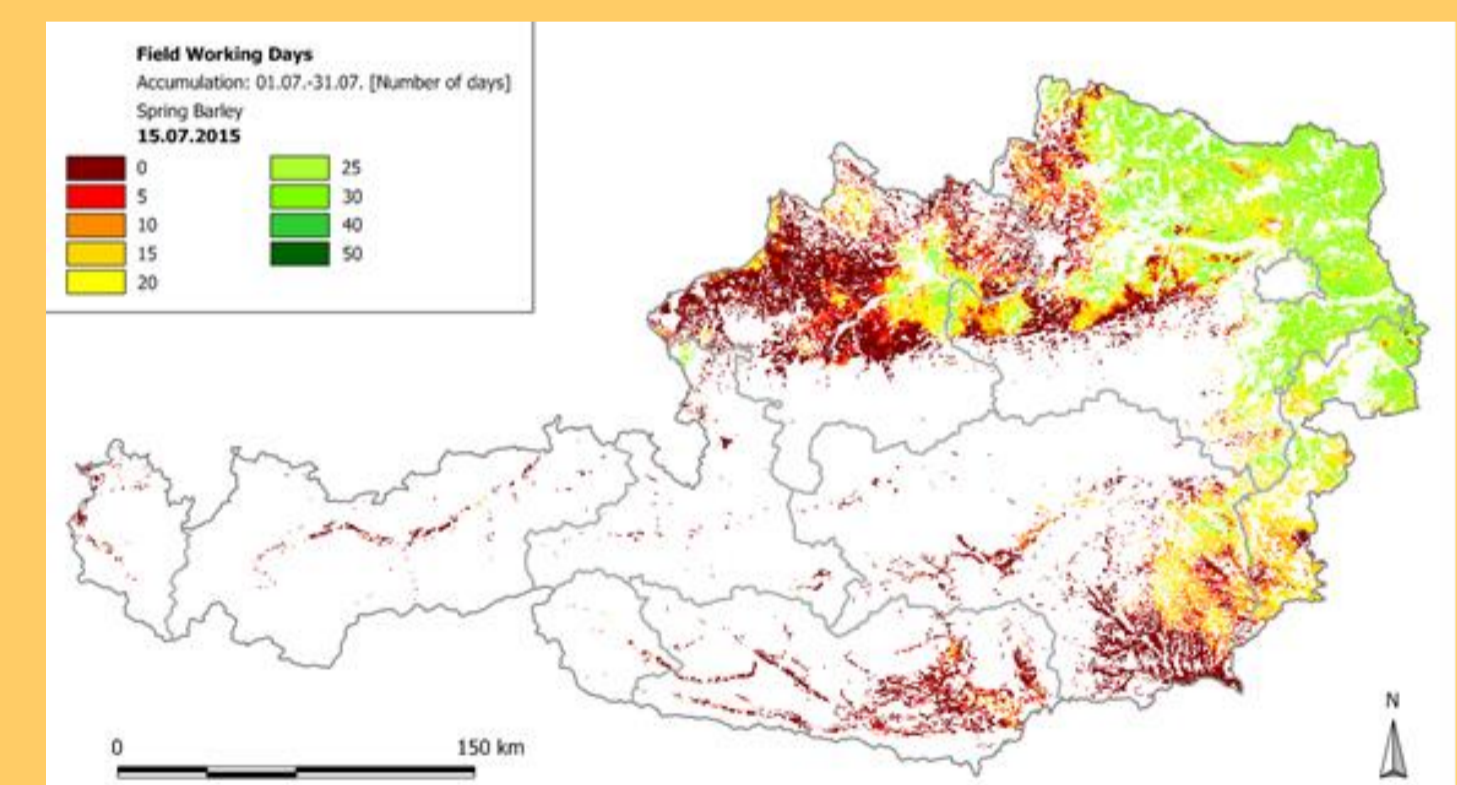 Field Working Days
Accumulation: 01.07.-31.07. [Number of days]
Spring Barley
15.07.2015
0 25
5 30
10 40
15 50
20
N
0 150 km